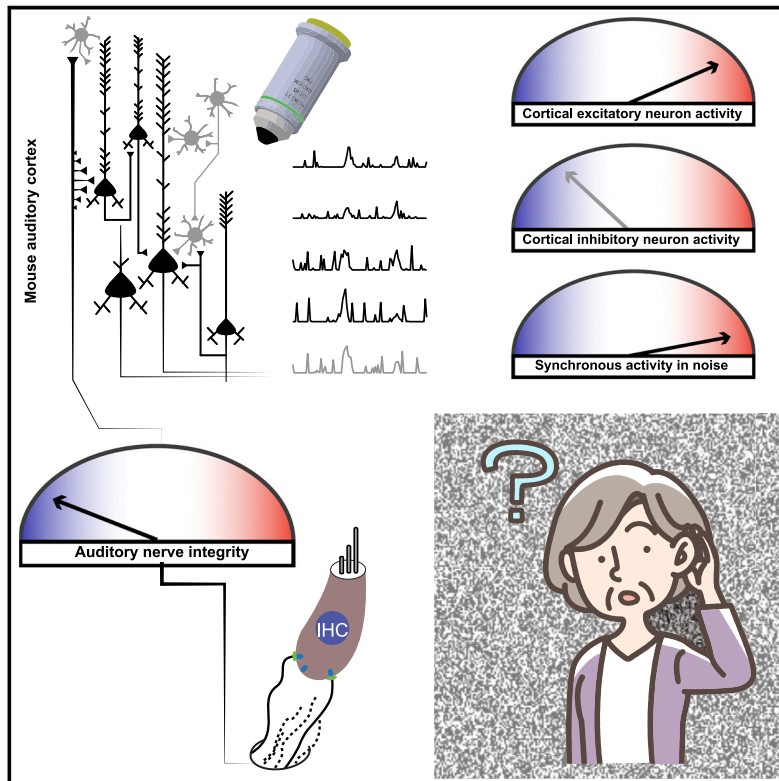 Mouse auditory cortex
Cortical excitatory neuron activity
Cortical inhibitory neuron activity
Synchronous activity in noise
Auditory nerve integrity
IHC
?